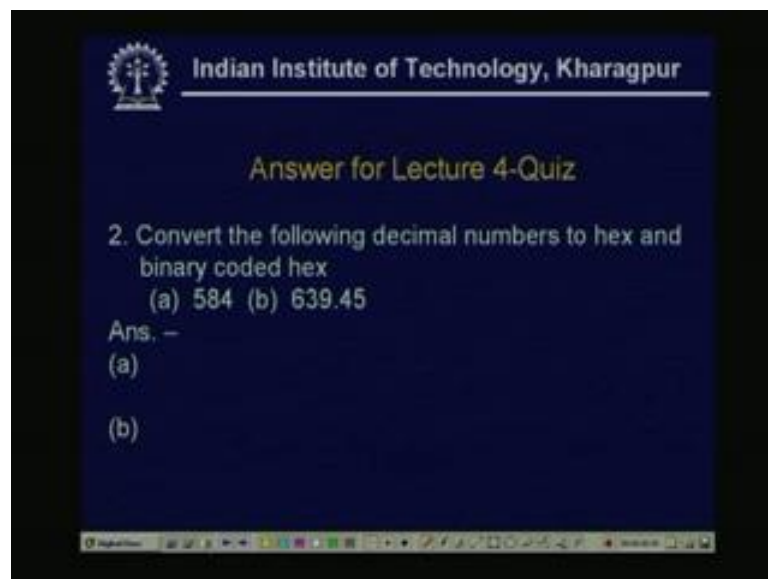 Indian Institute of Technology, Kharagpur
Answer for Lecture 4-Quiz
2. Convert the following decimal numbers to hex and
binary coded hex
(a) 584 (b) 639.45
Ans. –
(a)
(b)